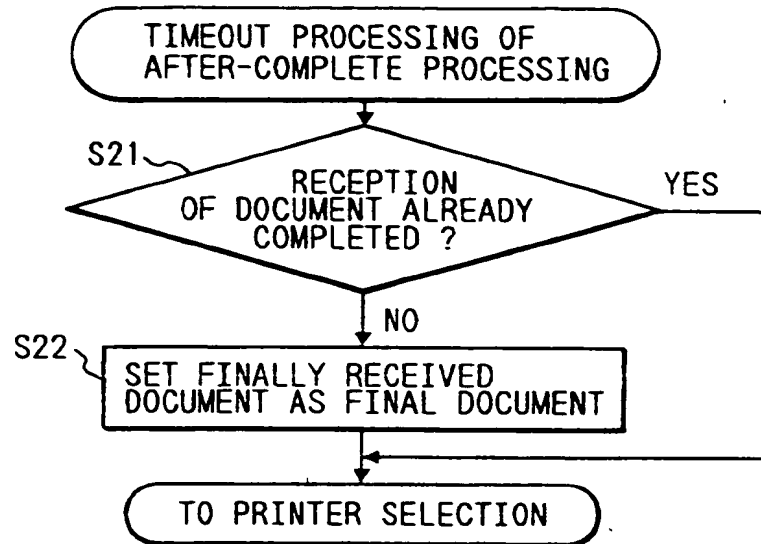 TIMEOUT PROCESSING OF
AFTER-COMPLETE PROCESSING
S21
RECEPTION
OF DOCUMENT ALREADY
COMPLETED ?
YES
NO
S22
SET FINALLY RECEIVED
DOCUMENT AS FINAL DOCUMENT
TO PRINTER SELECTION